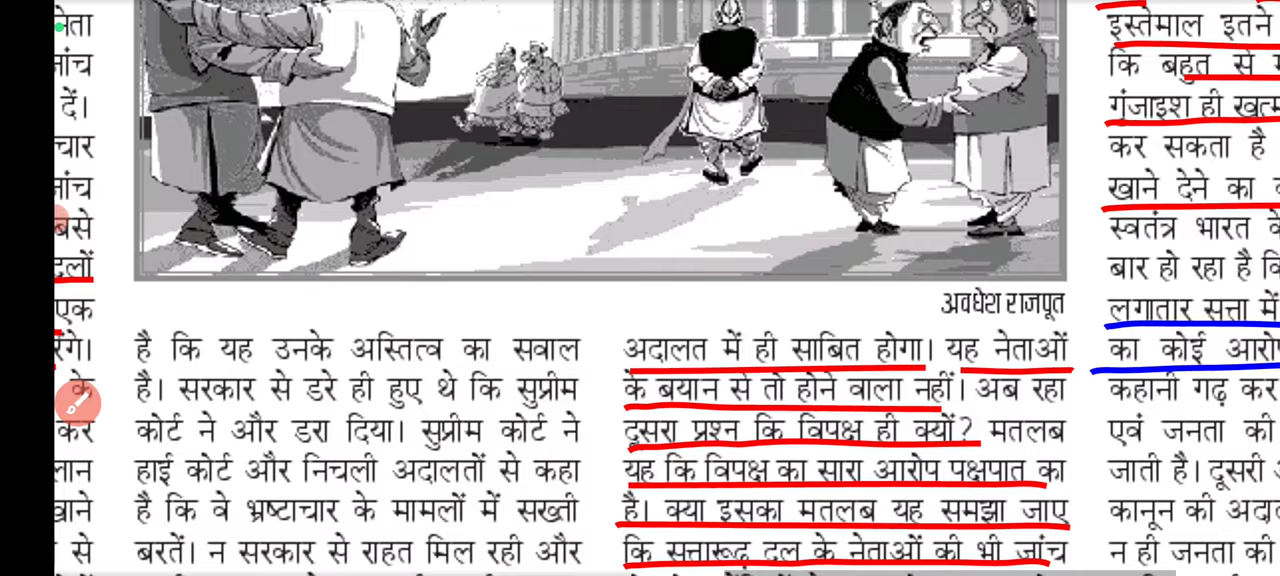 दें।
दलों
एक
के
कर
से
अवधेश राजपूत
है कि यह उनके अस्तित्व का सवाल
है। सरकार से डरे ही हुए थे कि सुप्रीम
कोर्ट ने और डरा दिया। सुप्रीम कोर्ट ने
हाई कोर्ट और निचली अदालतों से कहा
है कि वे भ्रष्टाचार के मामलों में सख्ती
बरतें। न सरकार से राहत मिल रही और
अदालत में ही साबित होगा। यह नेताओं
के बयान से तो होने वाला नहीं। अब रहा
दूसरा प्रश्न कि विपक्ष ही क्यों? मतलब
यह कि विपक्ष का सारा आरोप पक्षपात का
है। क्या इसका मतलब यह समझा जाए
कि सत्तारूढ़ दल के नेताओं की भी जांच
इस्तेमाल इतने
कि बहुत से
गुंजाइश ही खत्म
कर सकता है
खाने देने का
स्वतंत्र भारत के
बार हो रहा है कि
लगातार सत्ता में
का कोई आरोप
कहानी गढ़ कर
एवं जनता की
जाती है। दूसरी
कानून की अदा
न ही जनता की